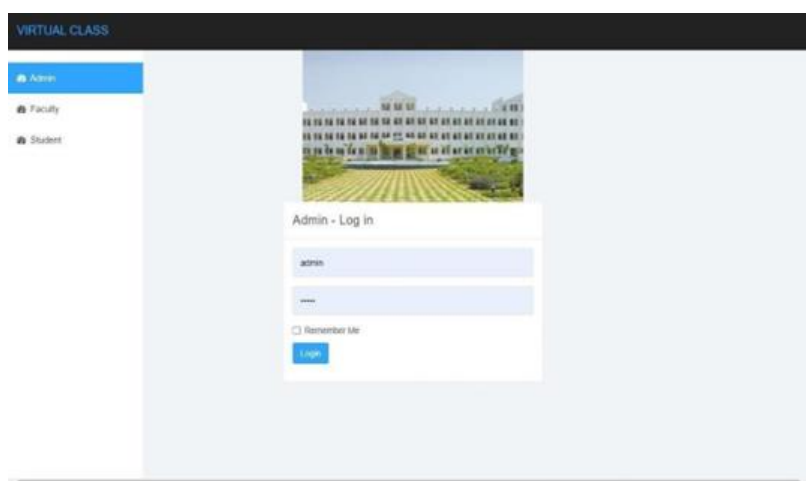 VIRTUAL CLASS
Admin
Faculty
Student
Admin - Log in
admin
•••••
Remember Me
Login